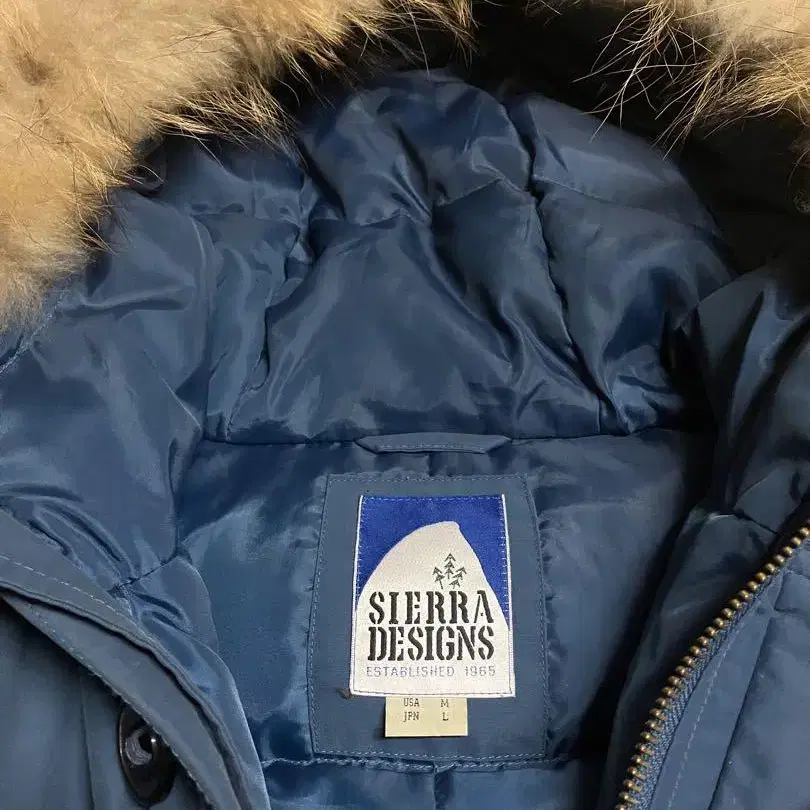 SIERRA
DESIGNS
ESTABLISHED 1965
USA M
JPN L